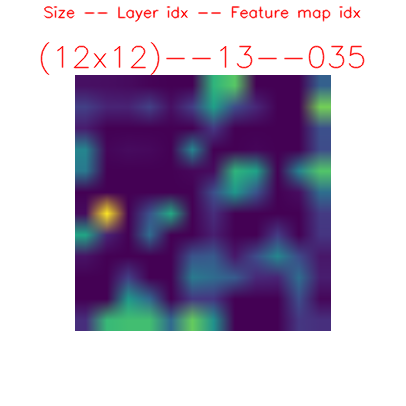 Size -- Layer idx -- Feature map idx
(12x12)--13--035